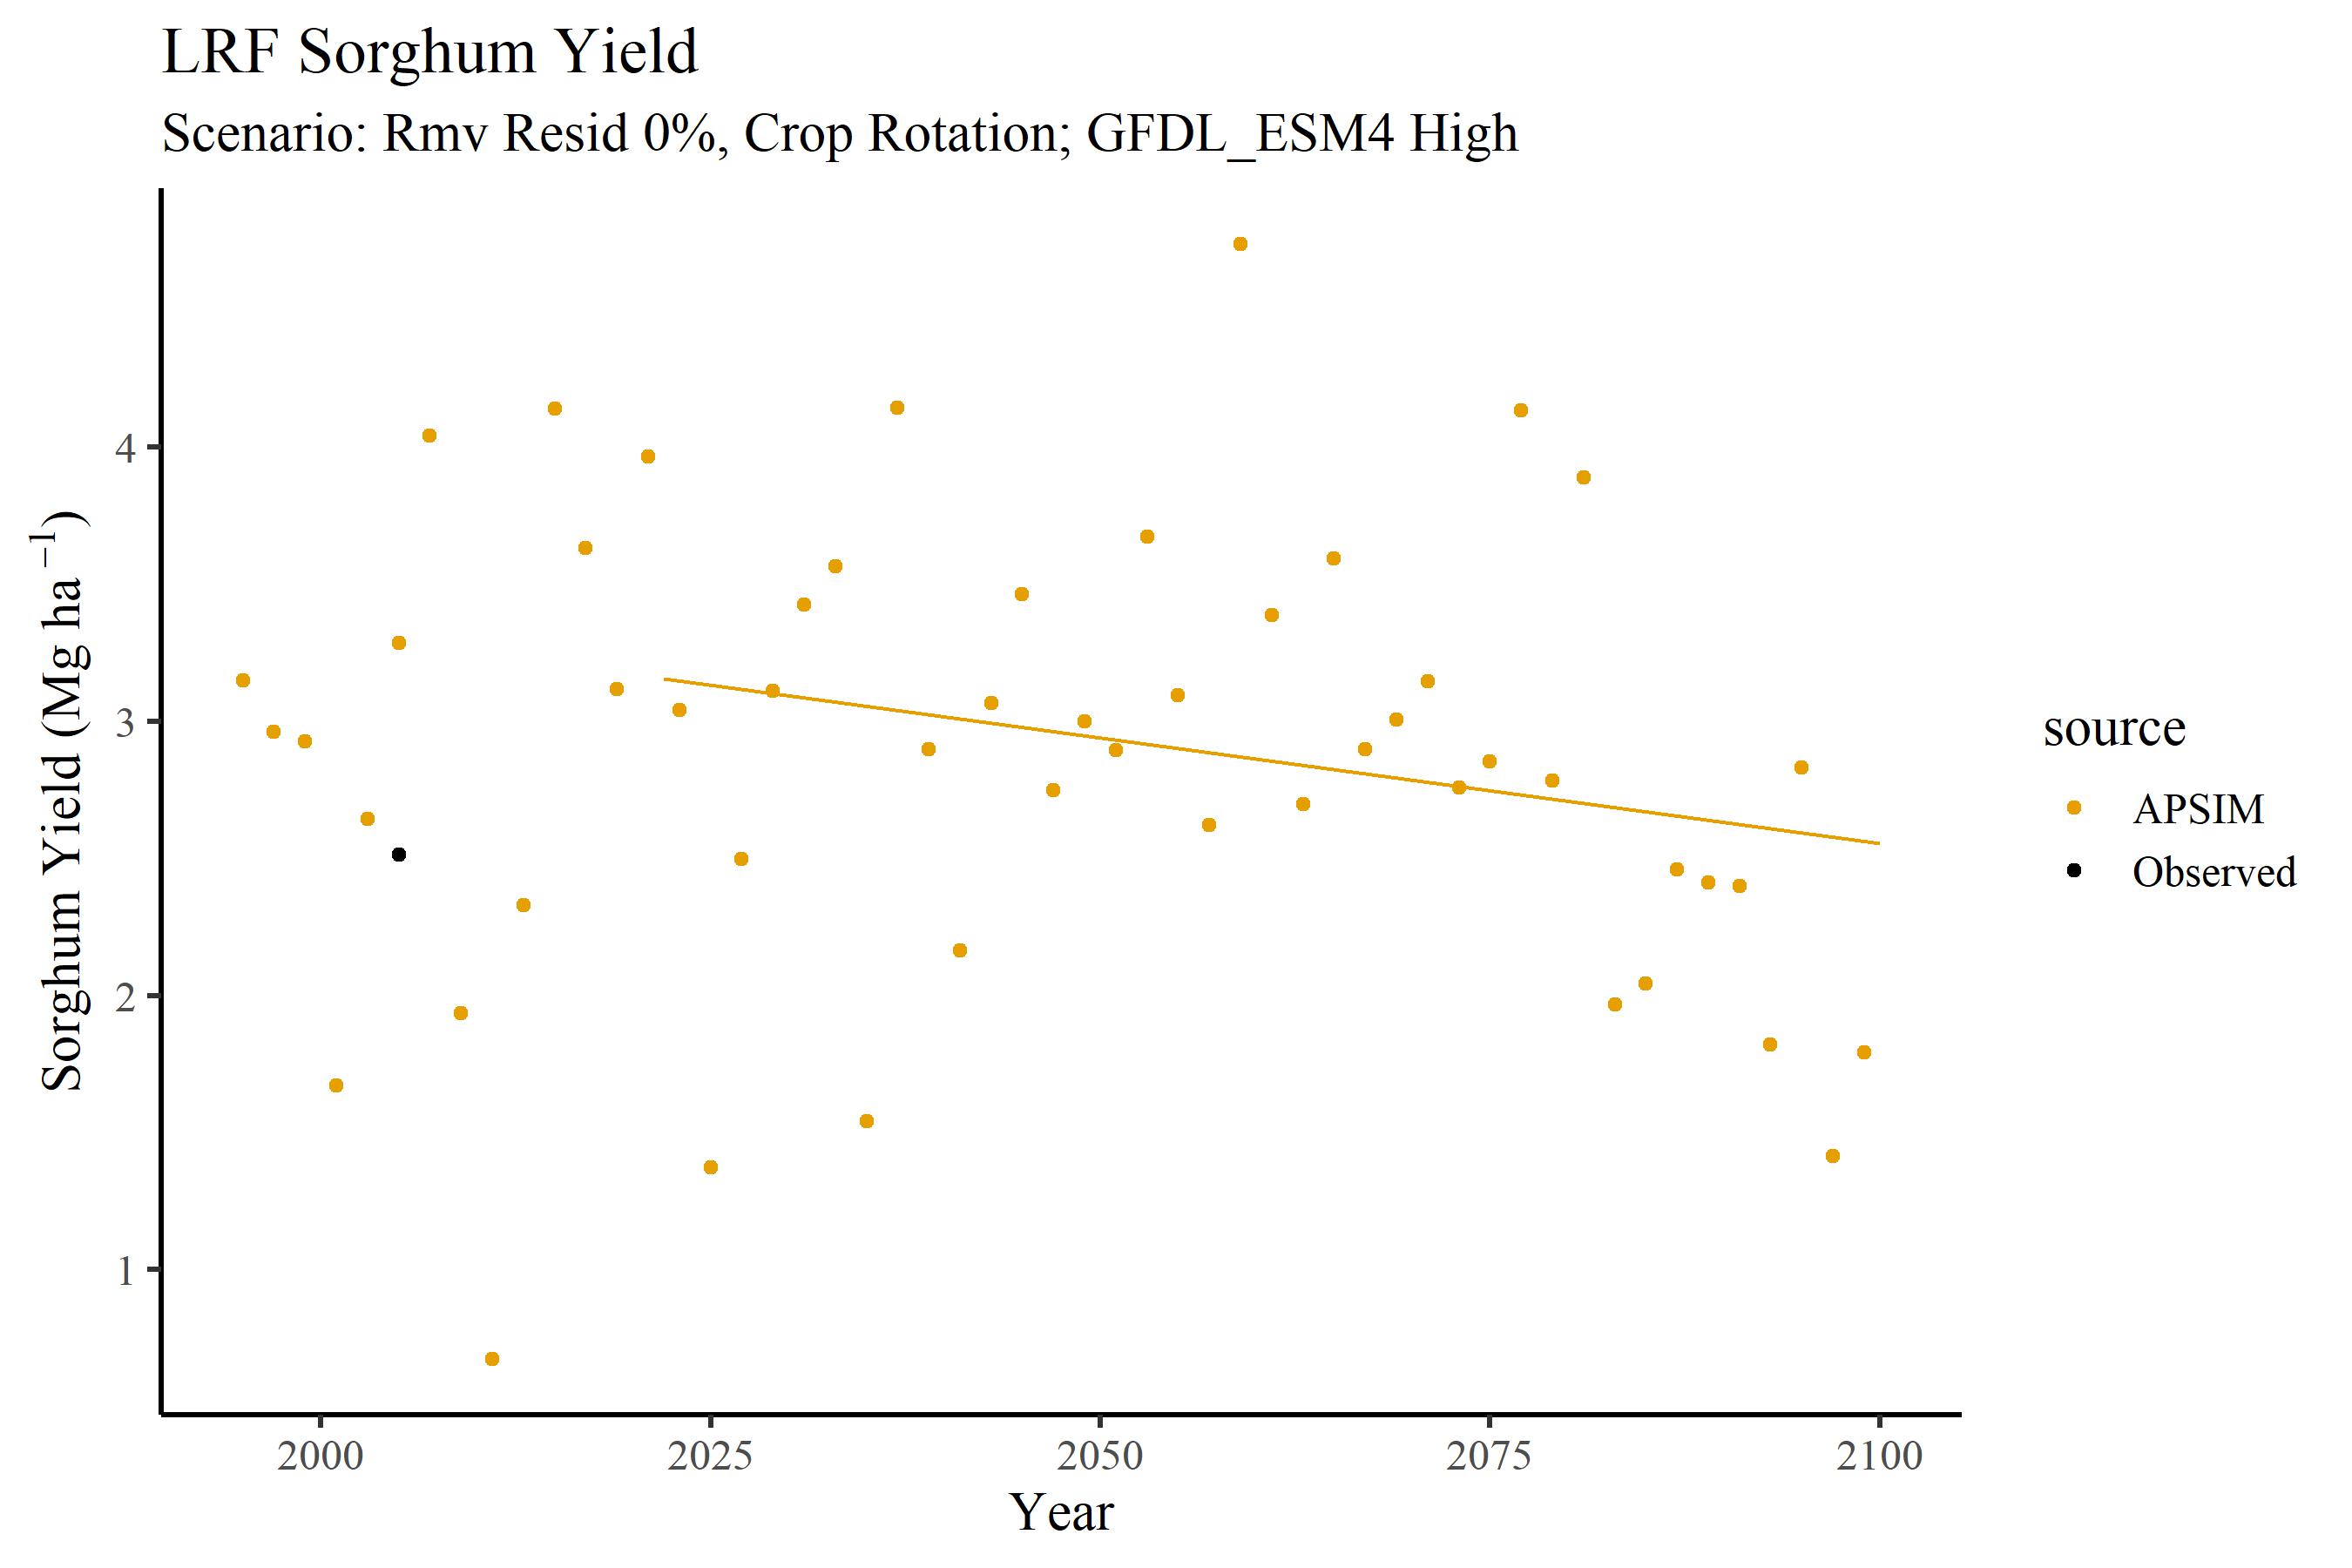 LRF Sorghum Yield
Scenario: Rmv Resid 0%, Crop Rotation; GFDL_ESM4 High
Sorghum Yield (Mg ha⁻¹)
4
3
2
1
2000 2025 2050 2075 2100
Year
source
APSIM
Observed